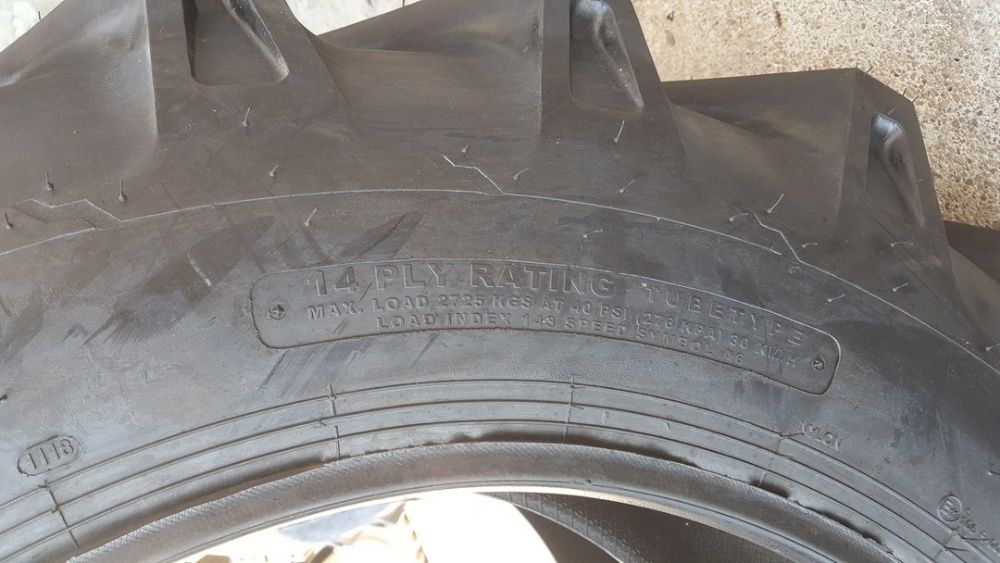 14 PLY RATING TUBETYPE
MAX. LOAD 2725 KGS AT 40 PSI (276 KPA) 30 KM/H
LOAD INDEX 143 SPEED SYMBOL A6
NYLON
1118